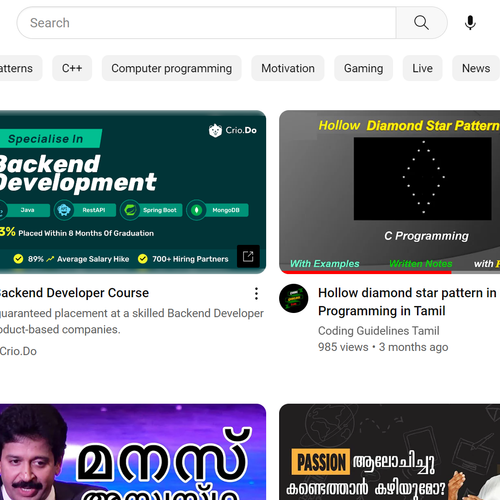 Search
atterns
C++
Computer programming
Motivation
Gaming
Live
News
Specialise In
Crio.Do
Backend
Development
Java
RestAPI
Spring Boot
MongoDB
3% Placed Within 8 Months Of Graduation
89% Average Salary Hike
700+ Hiring Partners
Hollow Diamond Star Pattern
C Programming
With Examples
Written Notes
with
Backend Developer Course
guaranteed placement at a skilled Backend Developer
oduct-based companies.
Crio.Do
Hollow diamond star pattern in
Programming in Tamil
Coding Guidelines Tamil
985 views • 3 months ago
മനസ്
PASSION ആലോചിച്ചു
കണ്ടെത്താൻ കഴിയുമോ?